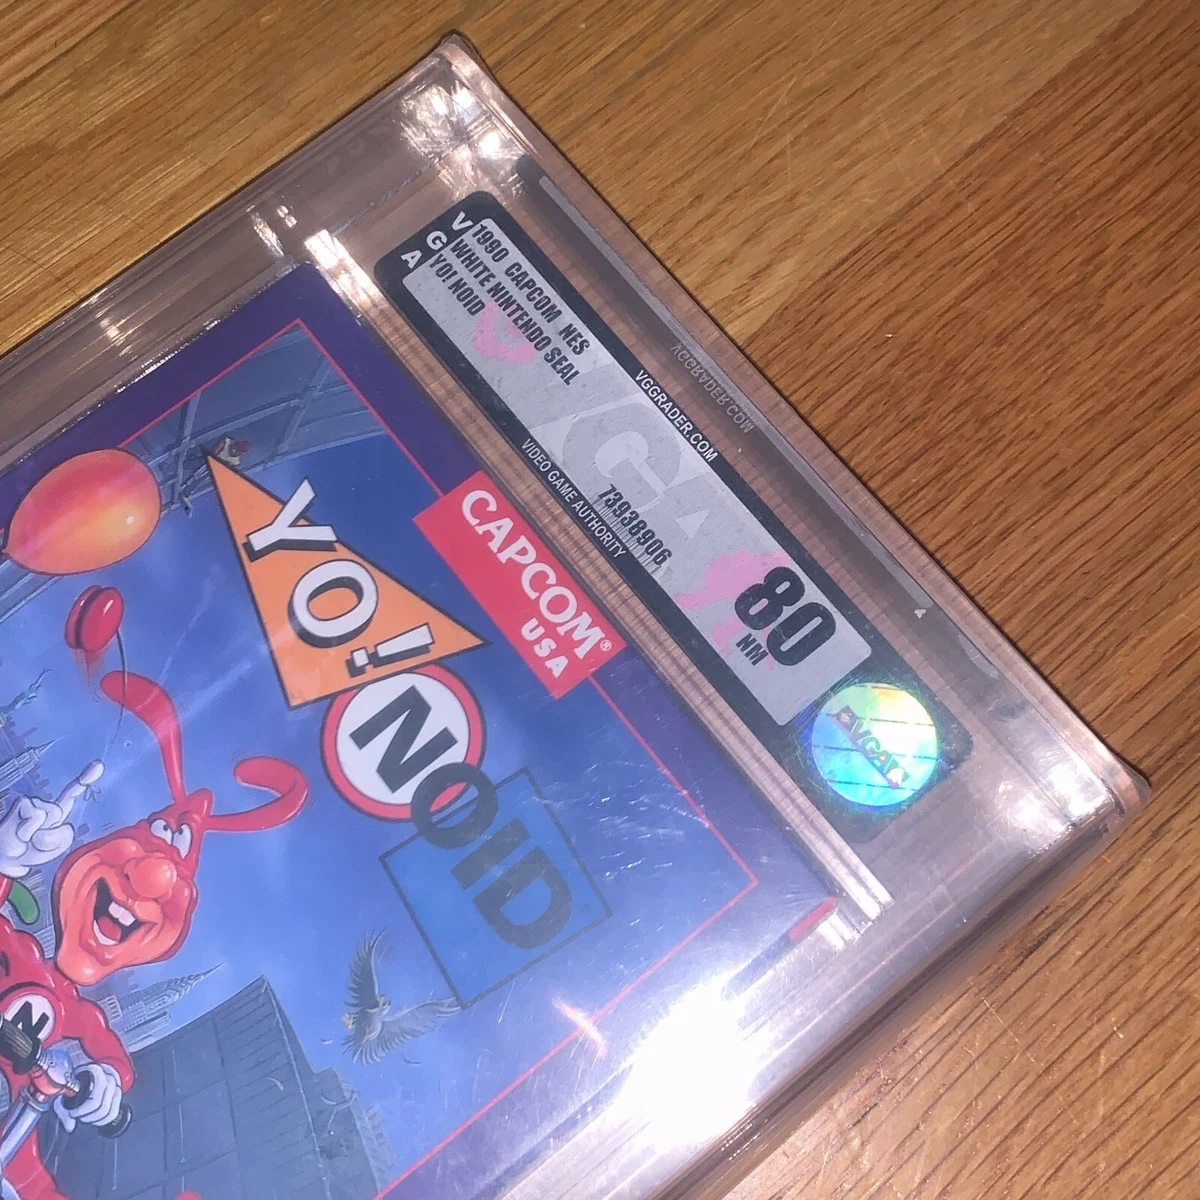 VGA
1990 CAPCOM NES
WHITE NINTENDO SEAL
YO! NOID
VGA
73938906
80
NM
VGGRADER.COM
VGGRADER.COM
VIDEO GAME AUTHORITY
VGA
CAPCOM®
USA
YO!
NOID®
N